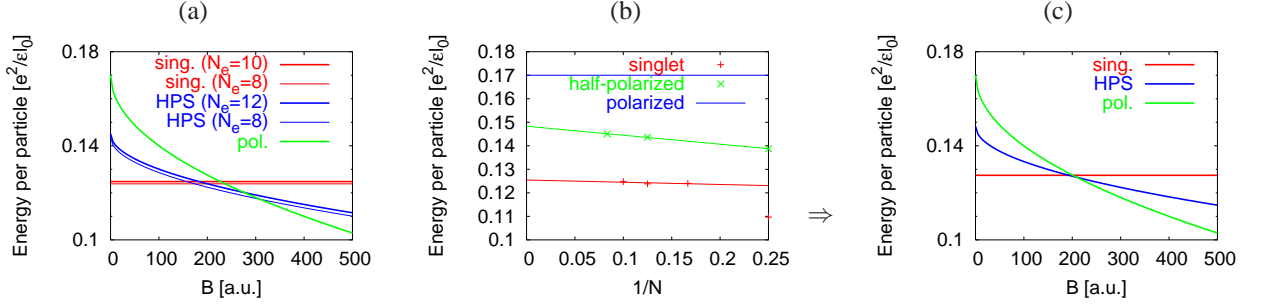 (a)
Energy per particle [e²/εl₀]
0.18
0.14
0.1
sing. (Nₑ=10)
sing. (Nₑ=8)
HPS (Nₑ=12)
HPS (Nₑ=8)
pol.
0 100 200 300 400 500
B [a.u.]
(b)
Energy per particle [e²/εl₀]
0.18
0.17
0.16
0.15
0.14
0.13
0.12
0.11
0.1
singlet
half-polarized
polarized
0 0.05 0.1 0.15 0.2 0.25
1/N
⇒
(c)
Energy per particle [e²/εl₀]
0.18
0.14
0.1
sing.
HPS
pol.
0 100 200 300 400 500
B [a.u.]